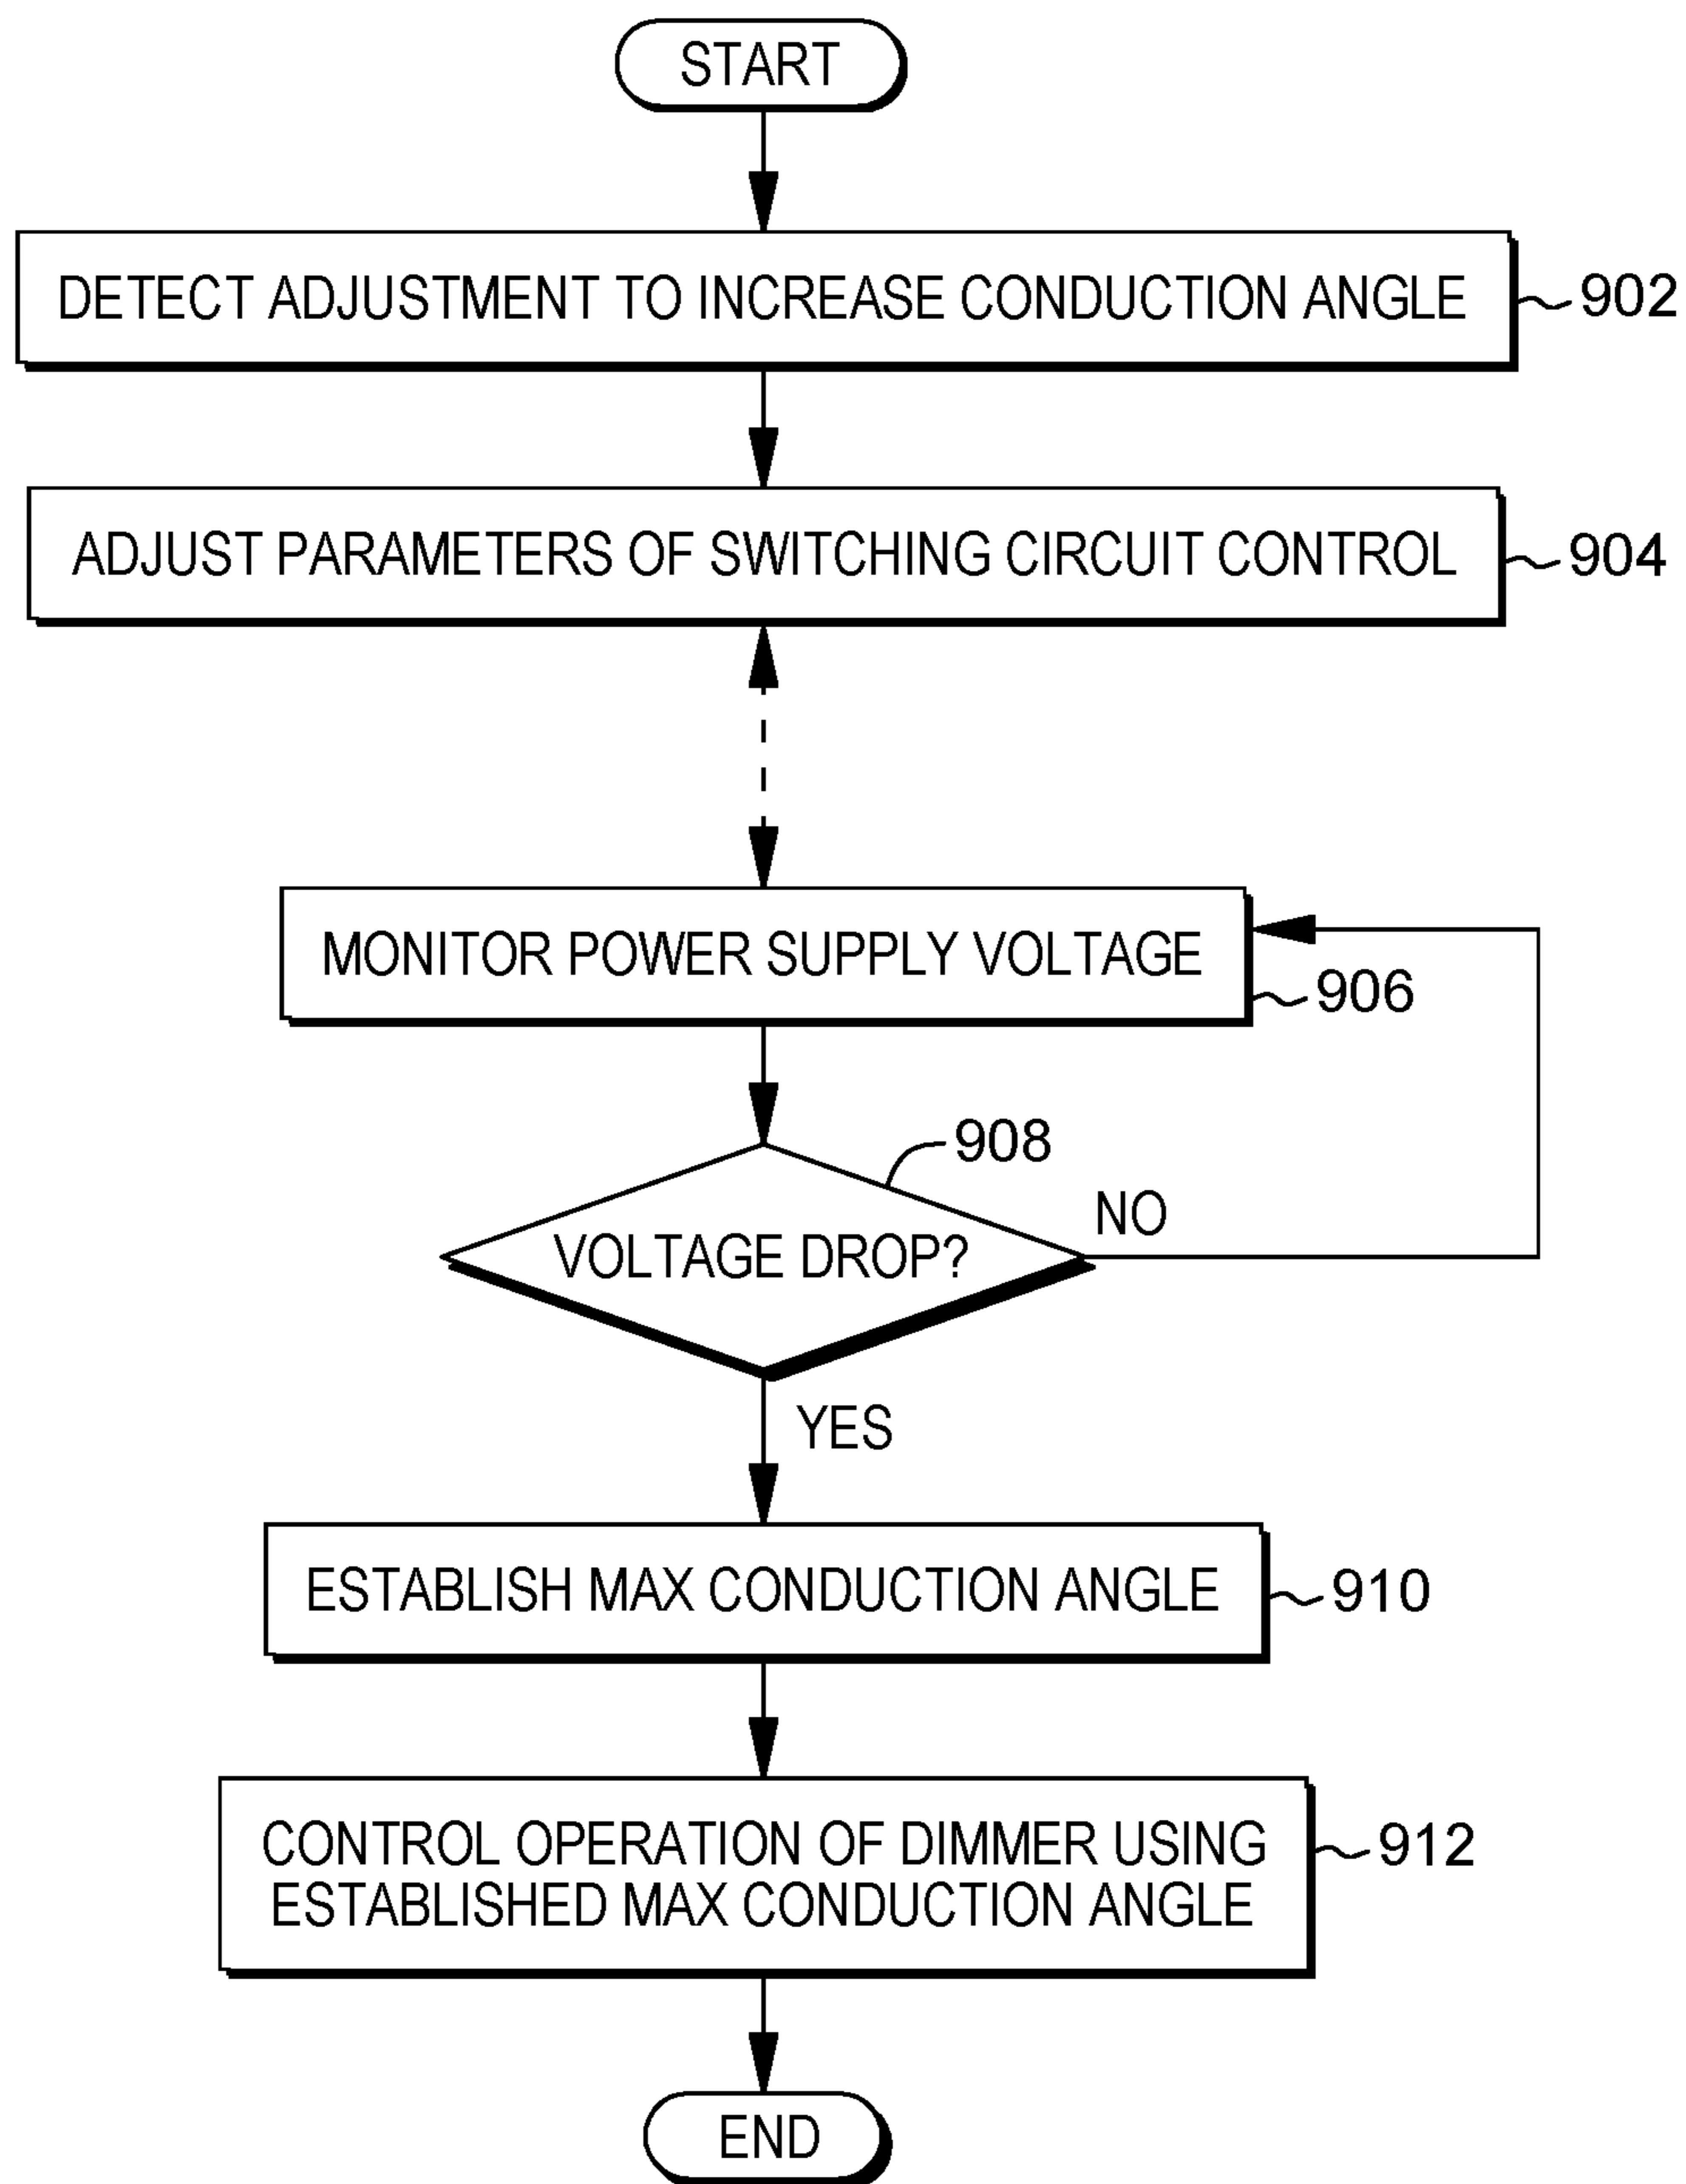 START
DETECT ADJUSTMENT TO INCREASE CONDUCTION ANGLE
902
ADJUST PARAMETERS OF SWITCHING CIRCUIT CONTROL
904
MONITOR POWER SUPPLY VOLTAGE
906
908
VOLTAGE DROP?
NO
YES
ESTABLISH MAX CONDUCTION ANGLE
910
CONTROL OPERATION OF DIMMER USING
ESTABLISHED MAX CONDUCTION ANGLE
912
END